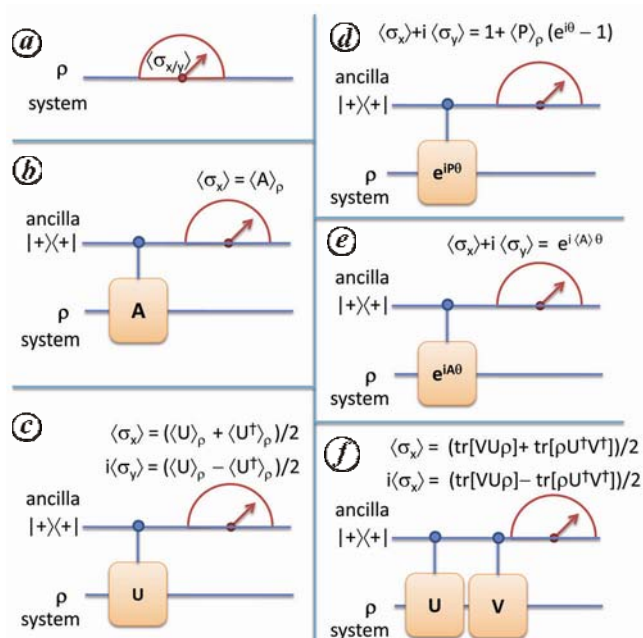 a
ρ
⟨σx/y⟩
system
b
⟨σx⟩ = ⟨A⟩ρ
ancilla
|+⟩⟨+|
A
ρ
system
c
⟨σx⟩ = (⟨U⟩ρ + ⟨U†⟩ρ)/2
i⟨σy⟩ = (⟨U⟩ρ − ⟨U†⟩ρ)/2
ancilla
|+⟩⟨+|
U
ρ
system
d
⟨σx⟩+i ⟨σy⟩ = 1+ ⟨P⟩ρ (e^iθ − 1)
ancilla
|+⟩⟨+|
ρ
e^iPθ
system
e
⟨σx⟩+i ⟨σy⟩ = e^i ⟨A⟩ θ
ancilla
|+⟩⟨+|
ρ
e^iAθ
system
f
⟨σx⟩ = (tr[VUρ]+ tr[ρU†V†])/2
i⟨σx⟩ = (tr[VUρ]− tr[ρU†V†])/2
ancilla
|+⟩⟨+|
ρ
U V
system